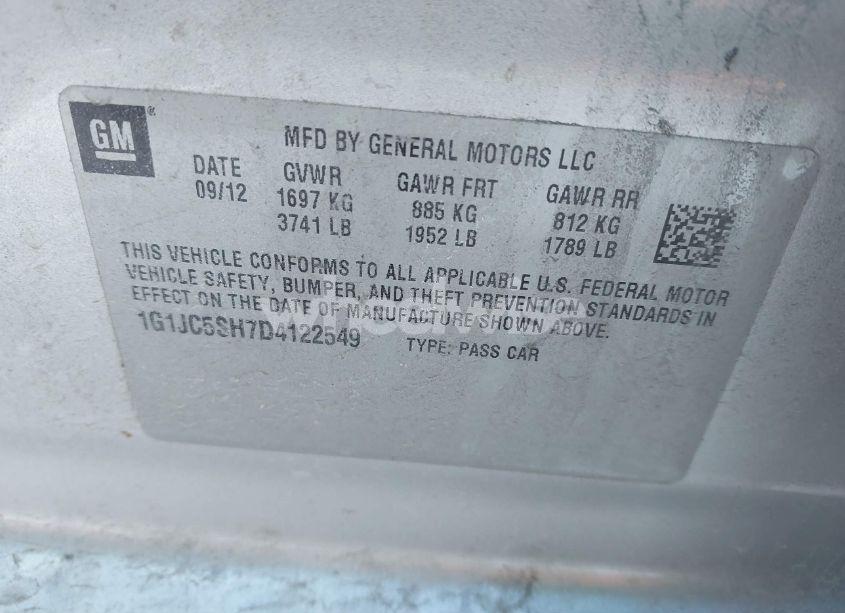 GM®
MFD BY GENERAL MOTORS LLC
DATE GVWR GAWR FRT GAWR RR
09/12 1697 KG 885 KG 812 KG
3741 LB 1952 LB 1789 LB
THIS VEHICLE CONFORMS TO ALL APPLICABLE U.S. FEDERAL MOTOR
VEHICLE SAFETY, BUMPER, AND THEFT PREVENTION STANDARDS IN
EFFECT ON THE DATE OF MANUFACTURE SHOWN ABOVE.
1G1JC5SH7D4122549 TYPE: PASS CAR